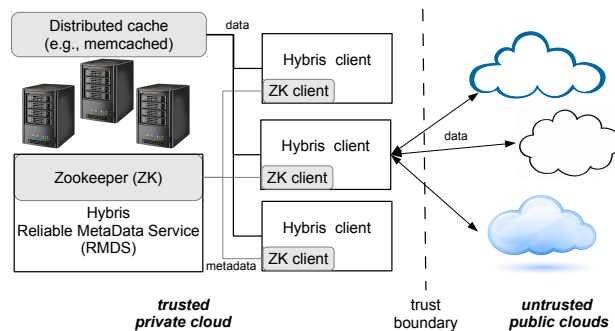 Distributed cache
(e.g., memcached)
data
Hybris client
ZK client
Hybris client
ZK client
data
Zookeeper (ZK)
Hybris
Reliable MetaData Service
(RMDS)
Hybris client
ZK client
metadata
trusted
private cloud
trust
boundary
untrusted
public clouds